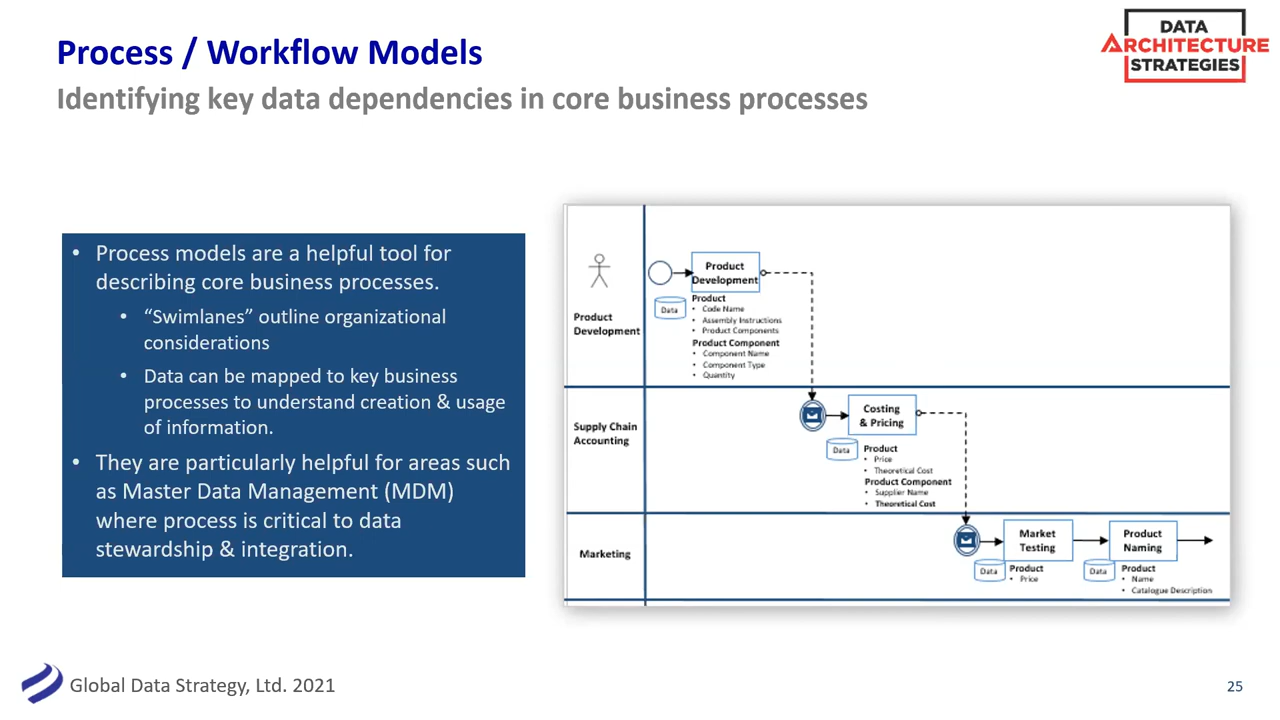 Process / Workflow Models
Identifying key data dependencies in core business processes
DATA
ARCHITECTURE
STRATEGIES
• Process models are a helpful tool for
describing core business processes.
• “Swimlanes” outline organizational
considerations
• Data can be mapped to key business
processes to understand creation & usage
of information.
• They are particularly helpful for areas such
as Master Data Management (MDM)
where process is critical to data
stewardship & integration.
Product
Development
Product
Development
Data
Product
• Code Name
• Assembly Instructions
• Product Components
Product Component
• Component Name
• Component Type
• Quantity
Supply Chain
Accounting
Costing
& Pricing
Data
Product
• Price
• Theoretical Cost
Product Component
• Supplier Name
• Theoretical Cost
Marketing
Market
Testing
Data
Product
• Price
Product
Naming
Data
Product
• Name
• Catalogue Description
Global Data Strategy, Ltd. 2021
25